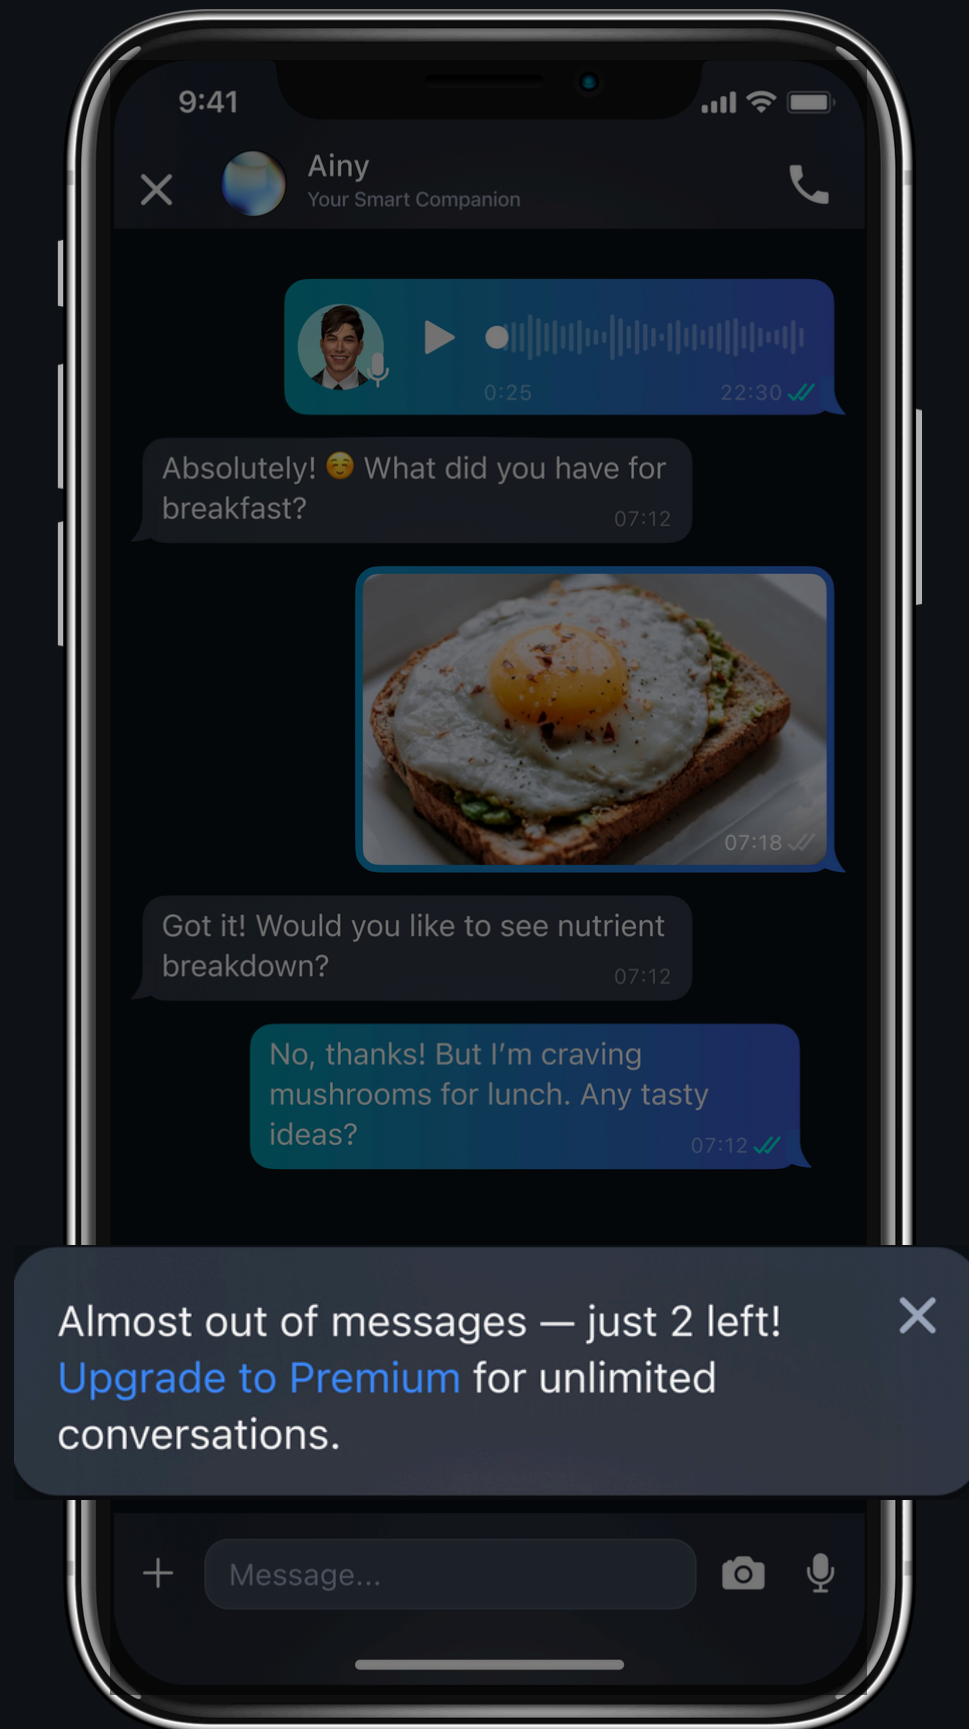 9:41
Ainy
Your Smart Companion
0:25
22:30
Absolutely! ☺️ What did you have for
breakfast?
07:12
07:18
Got it! Would you like to see nutrient
breakdown?
07:12
No, thanks! But I’m craving
mushrooms for lunch. Any tasty
ideas?
07:12
Almost out of messages — just 2 left!
Upgrade to Premium for unlimited
conversations.
Message...